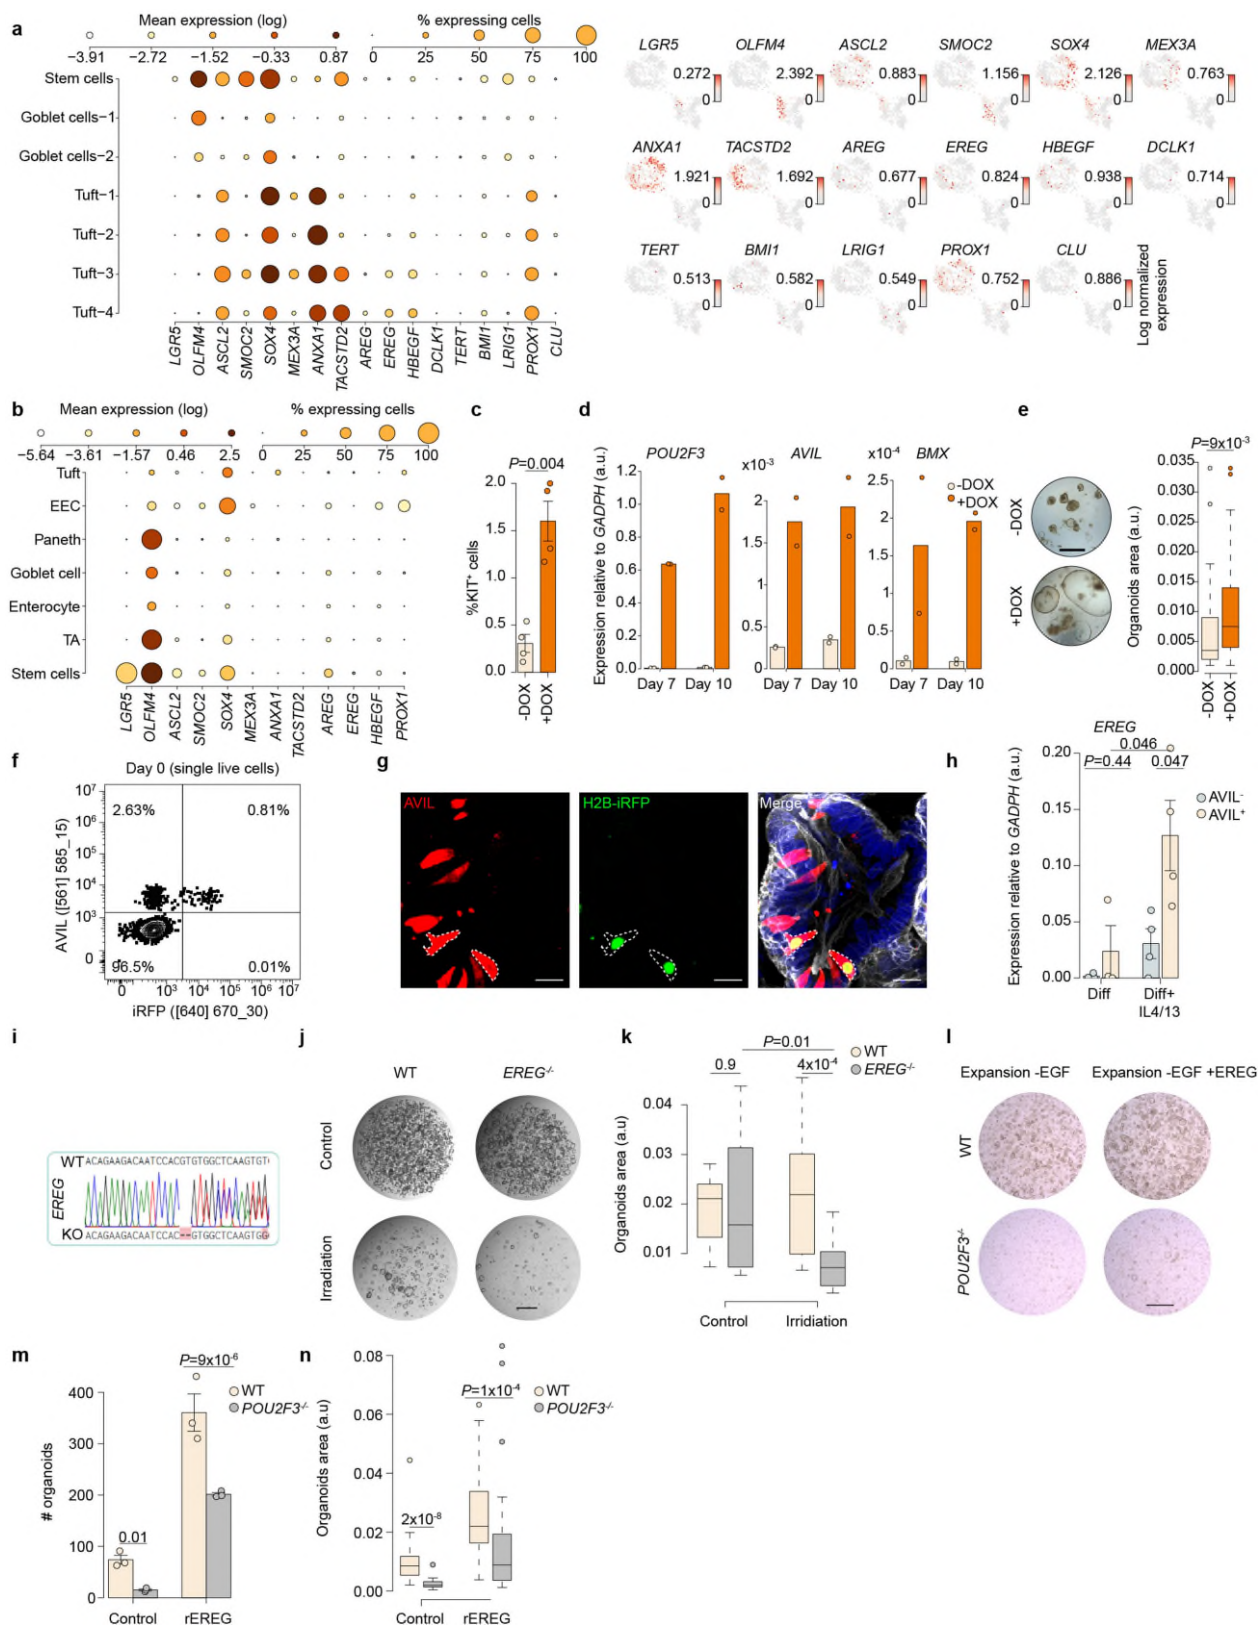 a
Mean expression (log)
% expressing cells
−3.91 −2.72 −1.52 −0.33 0.87
0 25 50 75 100
Stem cells
Goblet cells-1
Goblet cells-2
Tuft-1
Tuft-2
Tuft-3
Tuft-4
LGR5 OLFM4 ASCL2 SMOC2 SOX4 MEX3A ANXA1 TACSTD2 AREG EREG HBEGF DCLK1 TERT BMI1 LRIG1 PROX1 CLU
LGR5 OLFM4 ASCL2 SMOC2 SOX4 MEX3A
0.272 2.392 0.883 1.156 2.126 0.763
0 0 0 0 0 0
ANXA1 TACSTD2 AREG EREG HBEGF DCLK1
1.921 1.692 0.677 0.824 0.938 0.714
0 0 0 0 0 0
TERT BMI1 LRIG1 PROX1 CLU
0.513 0.582 0.549 0.752 0.886
0 0 0 0 0
Log normalized
expression
b
Mean expression (log)
% expressing cells
−5.64 −3.61 −1.57 0.46 2.5
0 25 50 75 100
Tuft
EEC
Paneth
Goblet cell
Enterocyte
TA
Stem cells
LGR5 OLFM4 ASCL2 SMOC2 SOX4 MEX3A ANXA1 TACSTD2 AREG EREG HBEGF PROX1
c
P=0.004
%KIT+ cells
2.0
1.5
1.0
0.5
0.0
-DOX
+DOX
d
Expression relative to GADPH (a.u.)
POU2F3
1.2
1.0
0.8
0.6
0.4
0.2
0.0
Day 7 Day 10
x10-3
AVIL
2.5
2
1.5
1
0.5
0
Day 7 Day 10
x10-4
BMX
-DOX
+DOX
2.5
2
1.5
1
0.5
0
Day 7 Day 10
e
-DOX
+DOX
P=9x10-3
Organoids area (a.u.)
0.035
0.030
0.025
0.020
0.015
0.010
0.005
0.000
-DOX
+DOX
f
Day 0 (single live cells)
AVIL ([561] 585_15)
107
106
105
104
103
0
2.63% 0.81%
96.5% 0.01%
0 103 104 105 106 107
iRFP ([640] 670_30)
g
AVIL
H2B-iRFP
Merge
h
EREG
0.046
P=0.44 0.047
AVIL-
AVIL+
Expression relative to GADPH (a.u.)
0.20
0.15
0.10
0.05
0.00
Diff Diff+
IL4/13
i
EREG
WT ACAGAAGACAATCCACGTGTGGCTCAAGTGT
KO ACAGAAGACAATCCAC--GTGGCTCAAGTGG
j
WT EREG-/-
Control
Irradiation
k
P=0.01
0.9 4x10-4
WT
EREG-/-
Organoids area (a.u)
0.04
0.03
0.02
0.01
Control Irridiation
l
Expansion -EGF Expansion -EGF +EREG
WT
POU2F3-/-
m
P=9x10-6
0.01
WT
POU2F3-/-
# organoids
400
300
200
100
0
Control rEREG
n
P=1x10-4
2x10-8
WT
POU2F3-/-
Organoids area (a.u)
0.08
0.06
0.04
0.02
0.00
Control rEREG